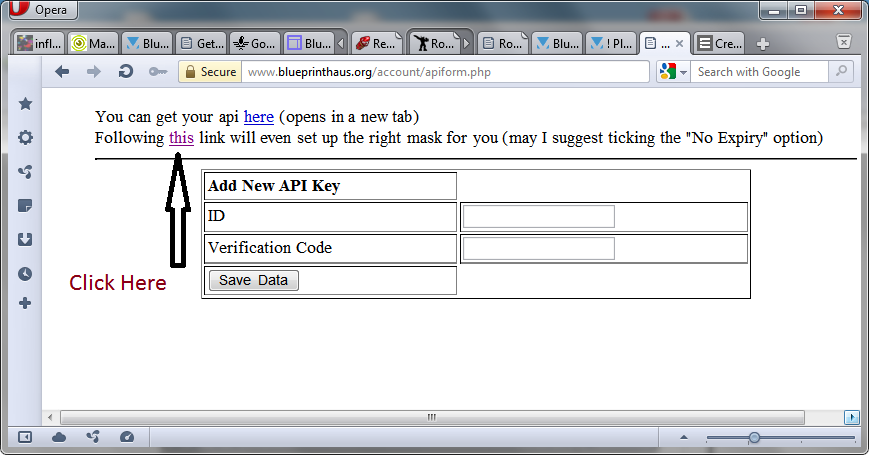 Opera
infl...
Ma...
Blu...
Get...
Go...
Blu...
Re...
Ro...
Ro...
Blu...
! Pl...
...
Cre...
Secure
www.blueprinthaus.org/account/apiform.php
Search with Google
You can get your api here (opens in a new tab)
Following this link will even set up the right mask for you (may I suggest ticking the "No Expiry" option)
Add New API Key
ID
Verification Code
Save Data
Click Here